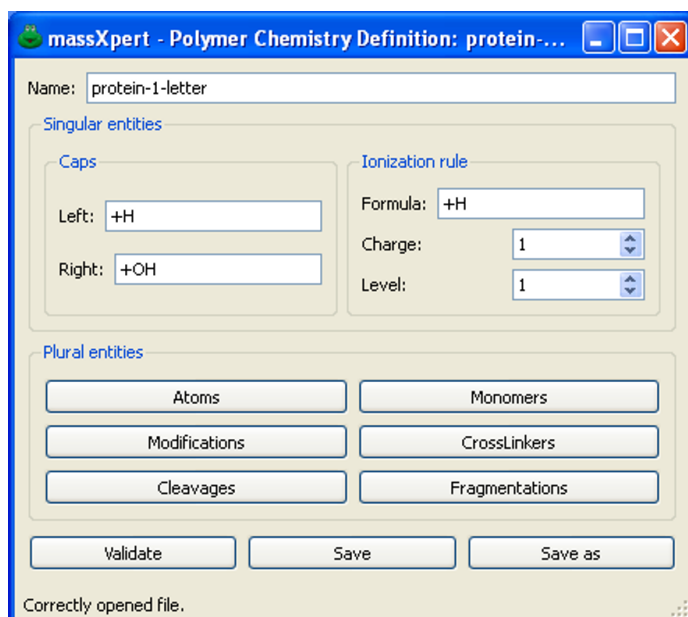 massXpert - Polymer Chemistry Definition: protein-...
Name: protein-1-letter
Singular entities
Caps
Left: +H
Right: +OH
Ionization rule
Formula: +H
Charge: 1
Level: 1
Plural entities
Atoms Monomers
Modifications CrossLinkers
Cleavages Fragmentations
Validate Save Save as
Correctly opened file.